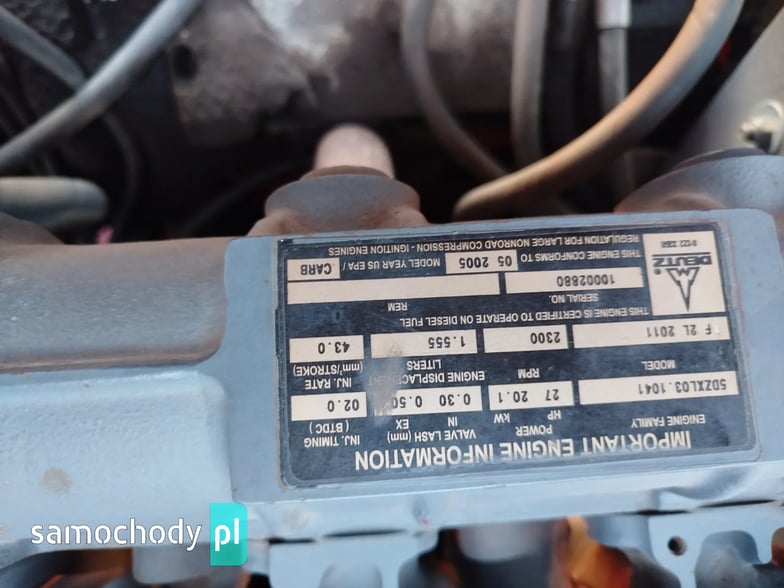 IMPORTANT ENGINE INFORMATION
ENIGINE FAMILY
POWER
HP kW
VALVE LASH (mm)
IN EX
INJ. TIMING
( BTDC )
5DZXL03.1041
27 20.1
0.30 0.50
02.0
MODEL
RPM
ENGINE DISPLACEMENT
LITERS
INJ. RATE
(mm³/STROKE)
F 2L 2011
2300
1.555
43.0
THIS ENGINE IS CERTIFIED TO OPERATE ON DIESEL FUEL
SERIAL NO.
REM
10002880
DEUTZ
THIS ENGINE CONFORMS TO 05 2005 MODEL YEAR US EPA / CARB
REGULATION FOR LARGE NONROAD COMPRESSION - IGNITION ENGINES
samochody pl